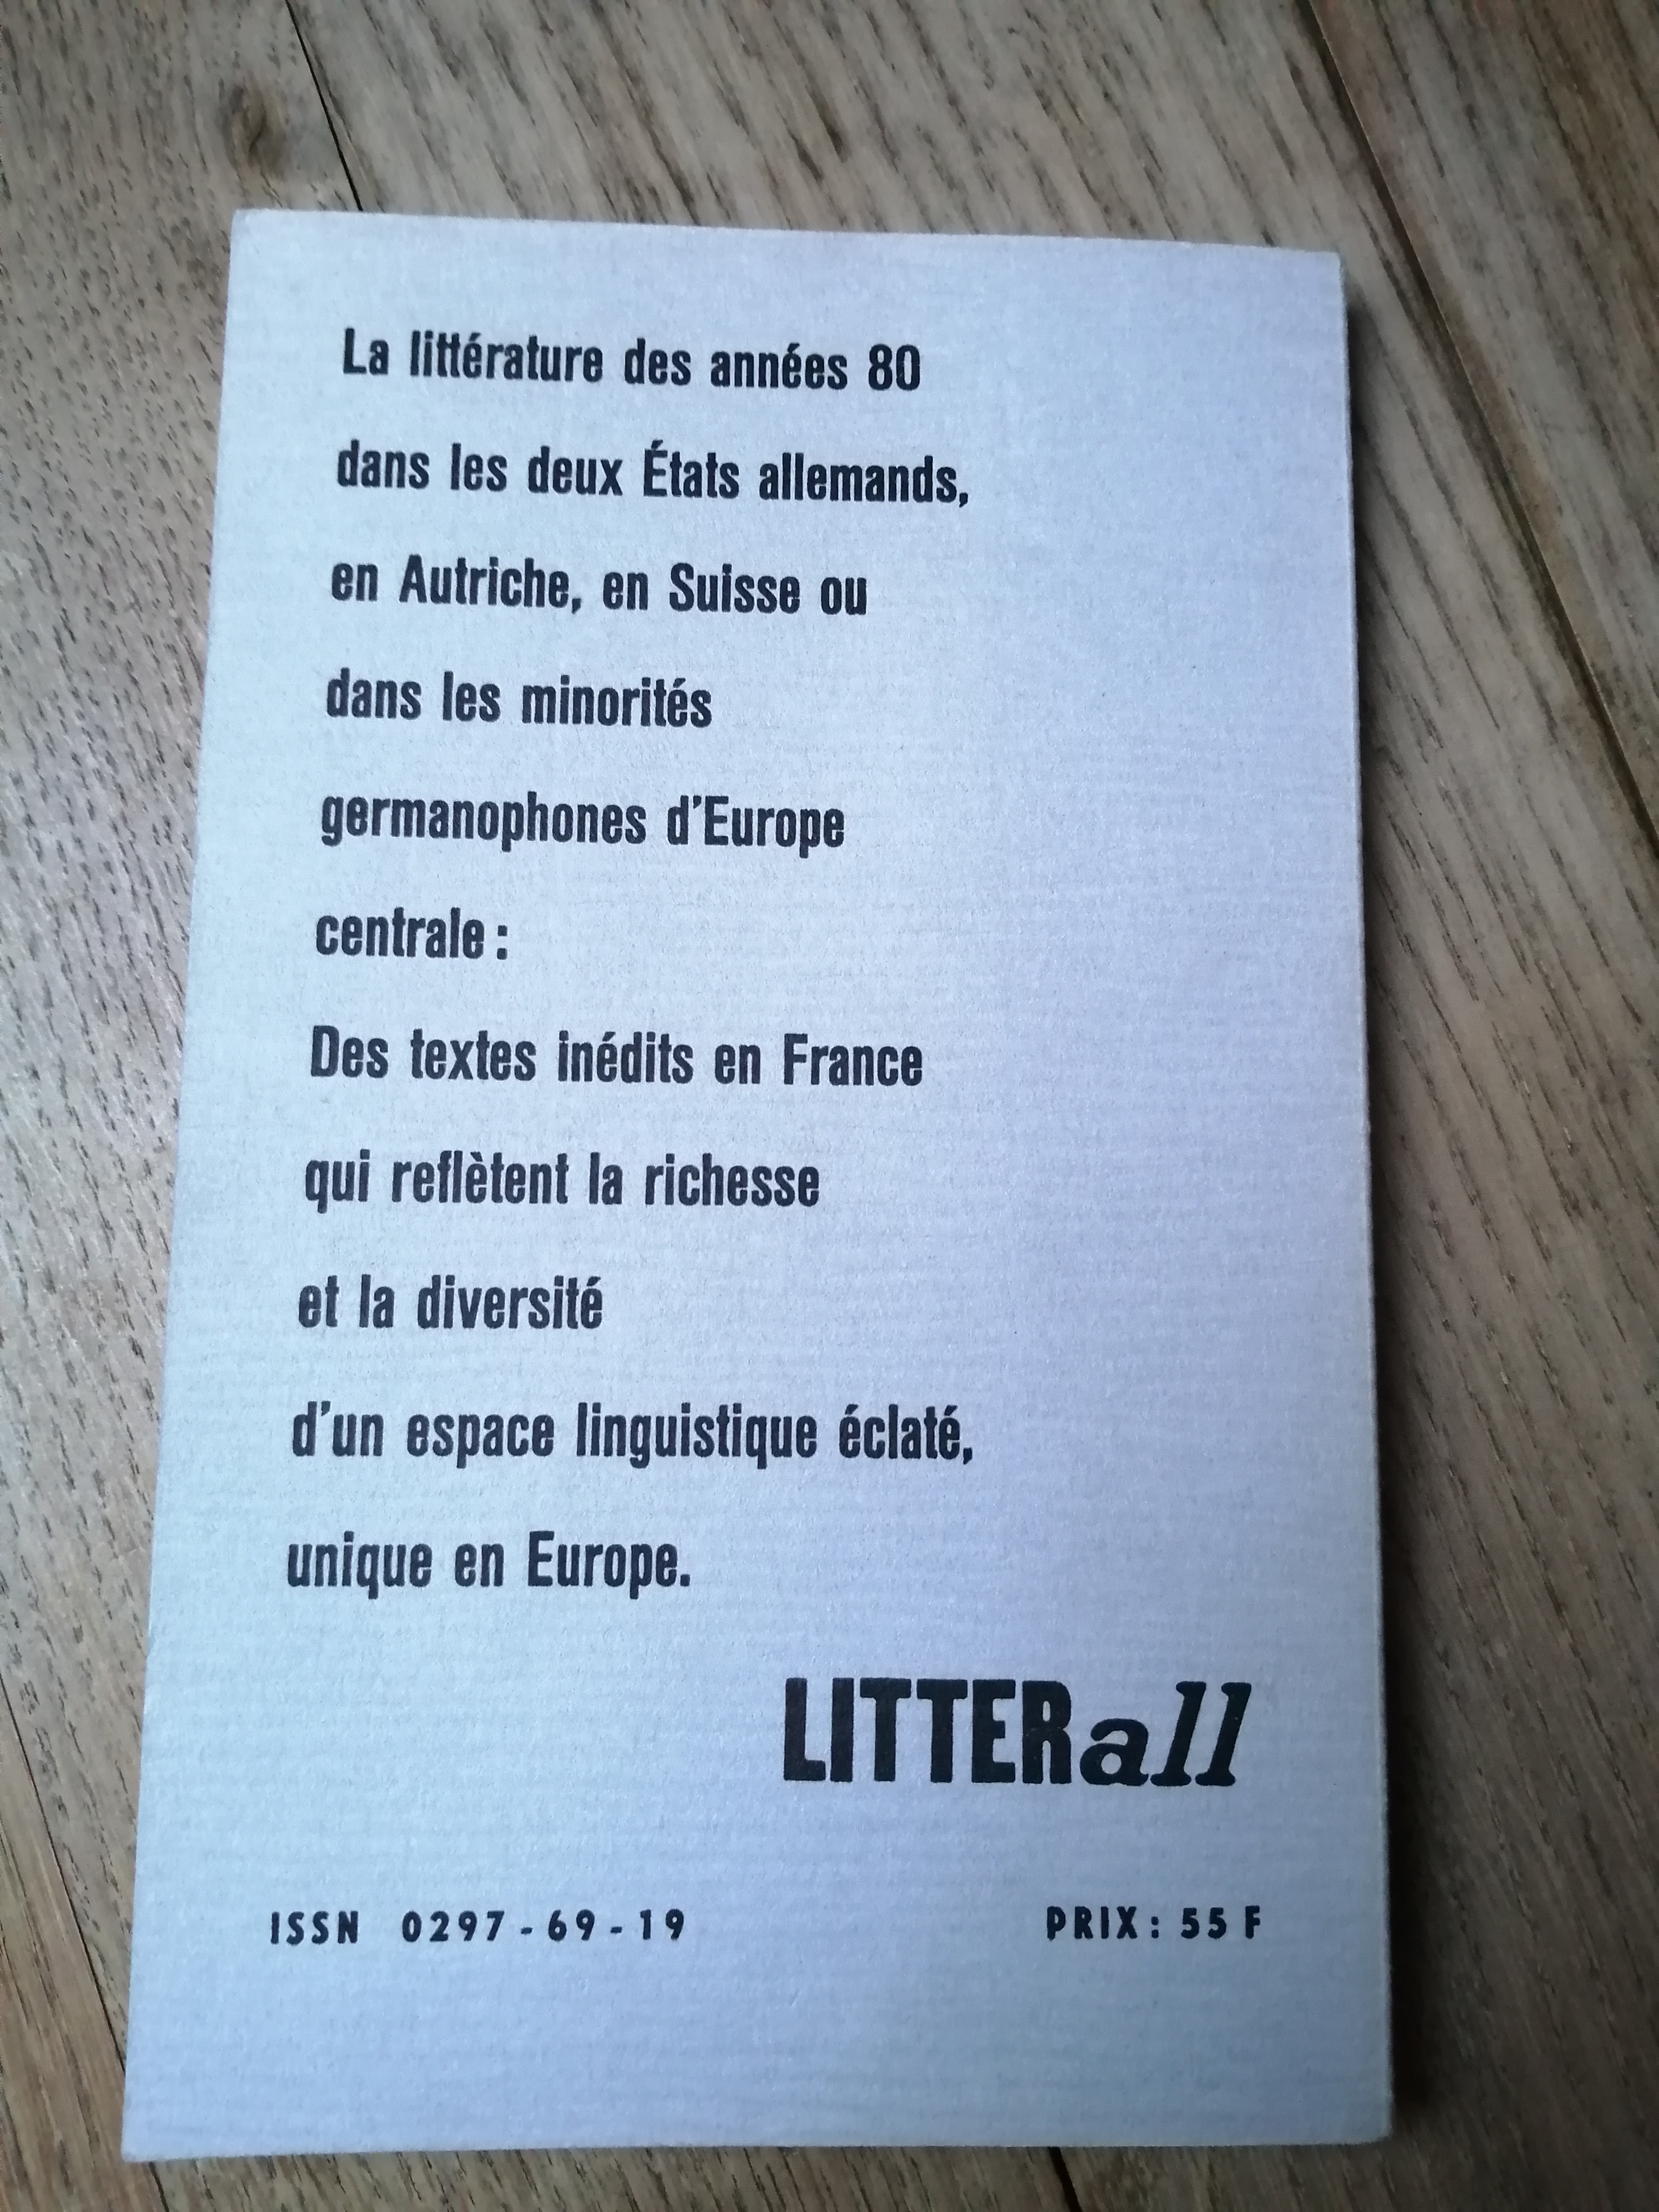 La littérature des années 80
dans les deux États allemands,
en Autriche, en Suisse ou
dans les minorités
germanophones d'Europe
centrale :
Des textes inédits en France
qui reflètent la richesse
et la diversité
d'un espace linguistique éclaté,
unique en Europe.
LITTERall
ISSN 0297-69-19 PRIX: 55 F